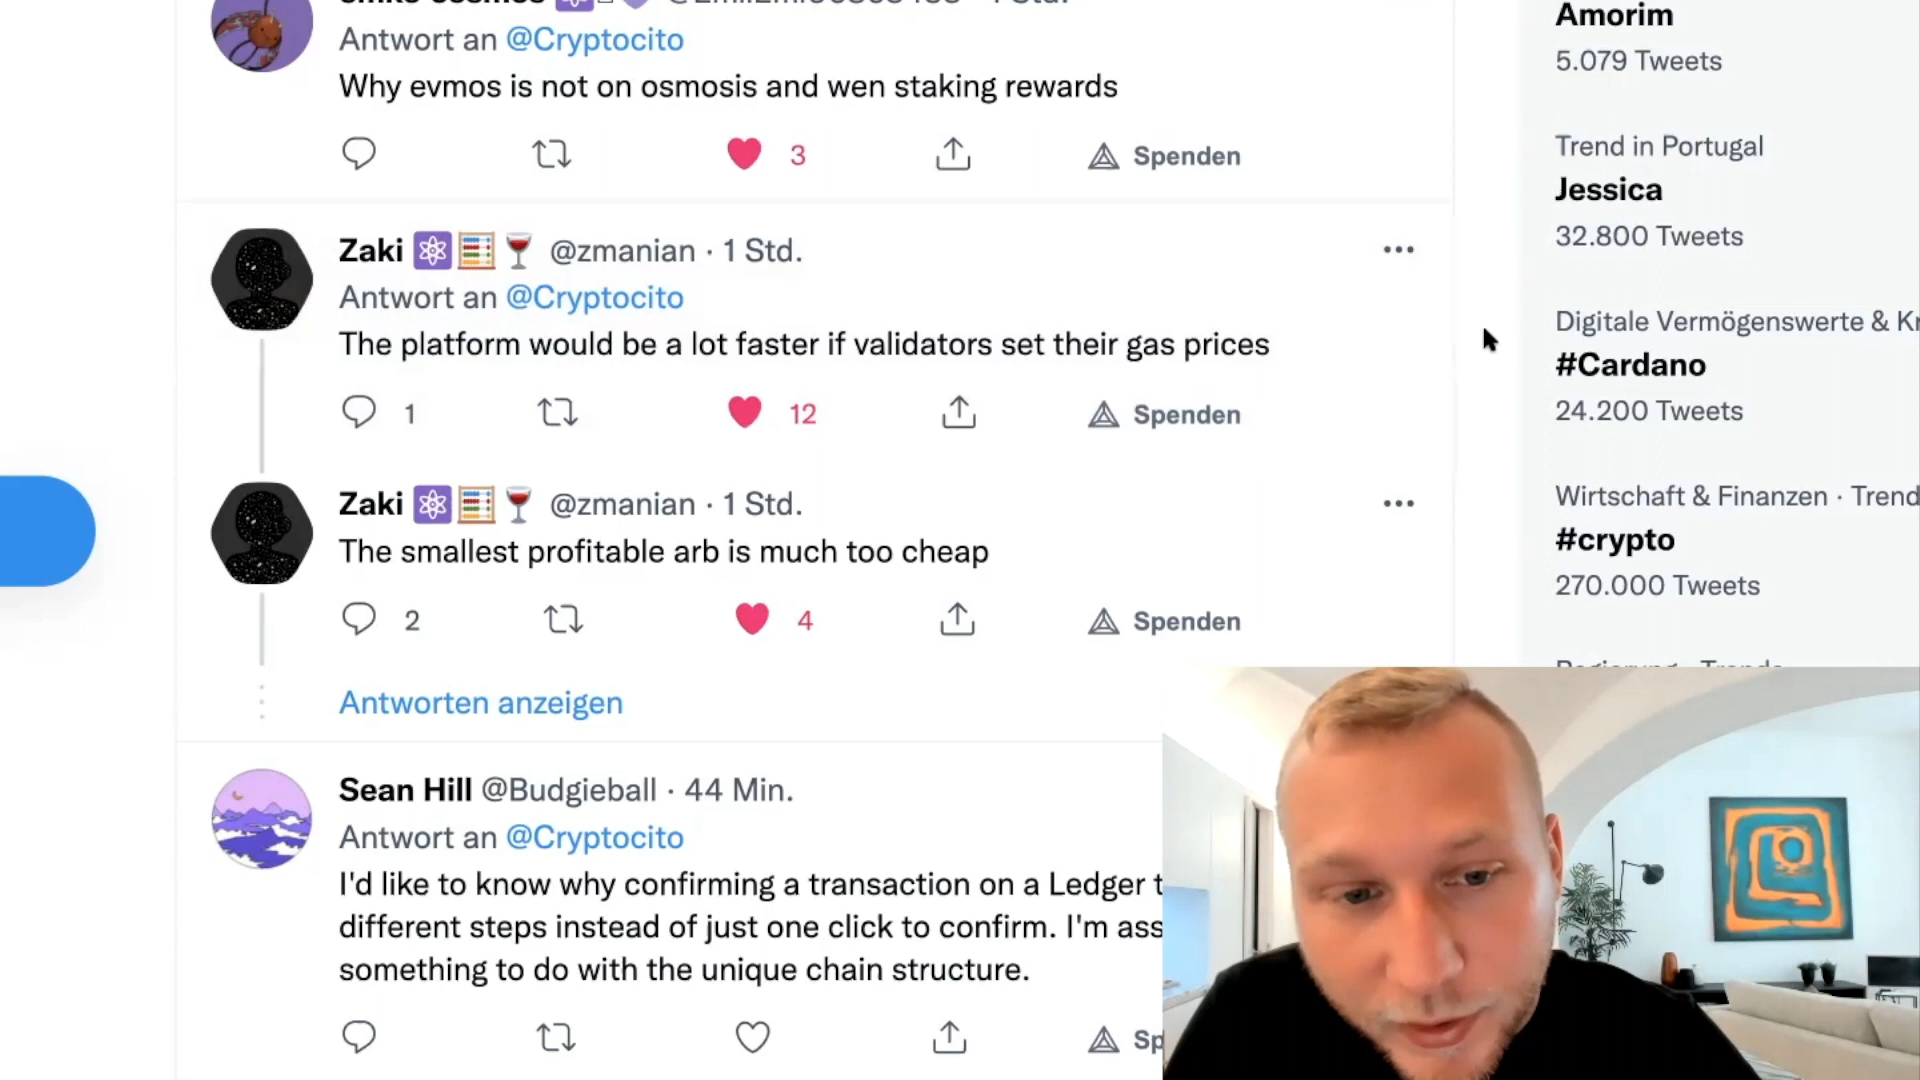 Antwort an @Cryptocito
Why evmos is not on osmosis and wen staking rewards
3
Spenden
Zaki @zmanian · 1 Std.
Antwort an @Cryptocito
The platform would be a lot faster if validators set their gas prices
1
12
Spenden
Zaki @zmanian · 1 Std.
The smallest profitable arb is much too cheap
2
4
Spenden
Antworten anzeigen
Sean Hill @Budgieball · 44 Min.
Antwort an @Cryptocito
I'd like to know why confirming a transaction on a Ledger t
different steps instead of just one click to confirm. I'm ass
something to do with the unique chain structure.
Sp
Amorim
5.079 Tweets
Trend in Portugal
Jessica
32.800 Tweets
Digitale Vermögenswerte & Kr
#Cardano
24.200 Tweets
Wirtschaft & Finanzen · Trend
#crypto
270.000 Tweets